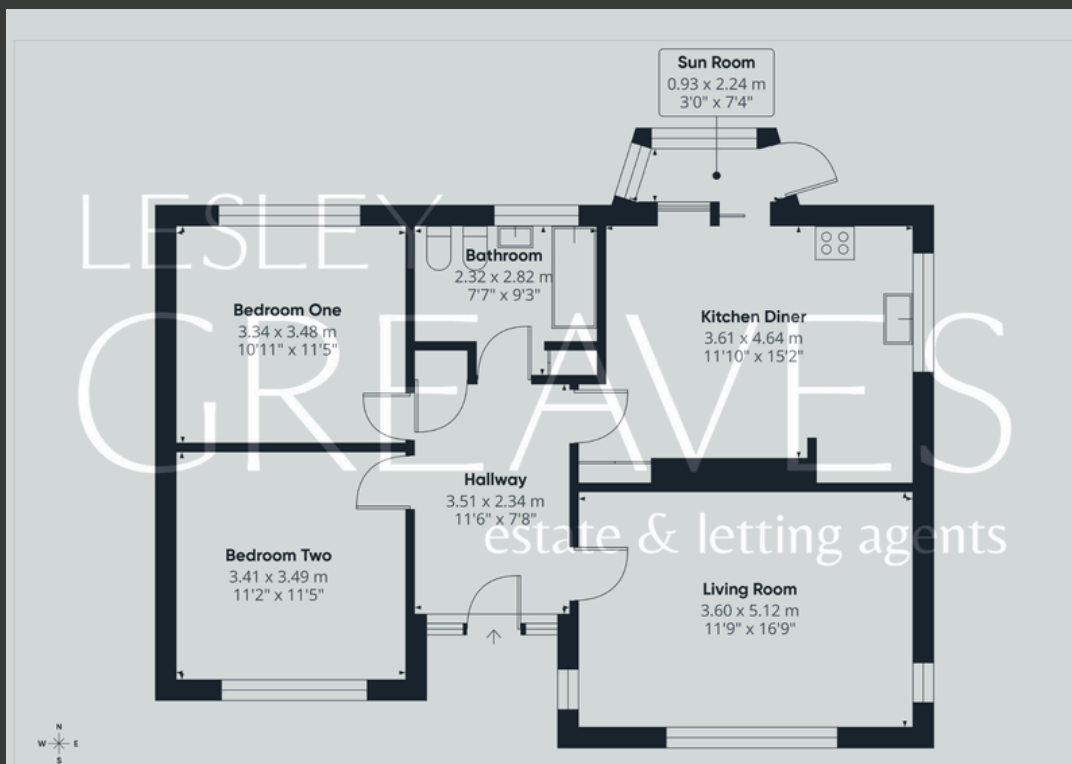 Sun Room
0.93 x 2.24 m
3'0" x 7'4"
LESLEY
GREAVES
estate & letting agents
Bathroom
2.32 x 2.82 m
7'7" x 9'3"
Bedroom One
3.34 x 3.48 m
10'11" x 11'5"
Kitchen Diner
3.61 x 4.64 m
11'10" x 15'2"
Hallway
3.51 x 2.34 m
11'6" x 7'8"
Bedroom Two
3.41 x 3.49 m
11'2" x 11'5"
Living Room
3.60 x 5.12 m
11'9" x 16'9"
N
W E
S